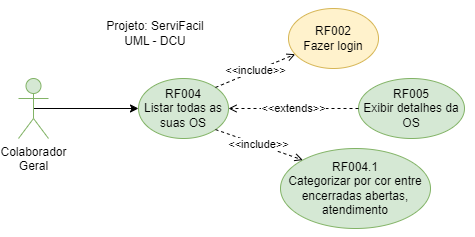 Projeto: ServiFacil
UML - DCU
RF002
Fazer login
<<include>>
RF004
Listar todas as
suas OS
<<extends>>
RF005
Exibir detalhes da
OS
<<include>>
Colaborador
Geral
RF004.1
Categorizar por cor entre
encerradas abertas,
atendimento